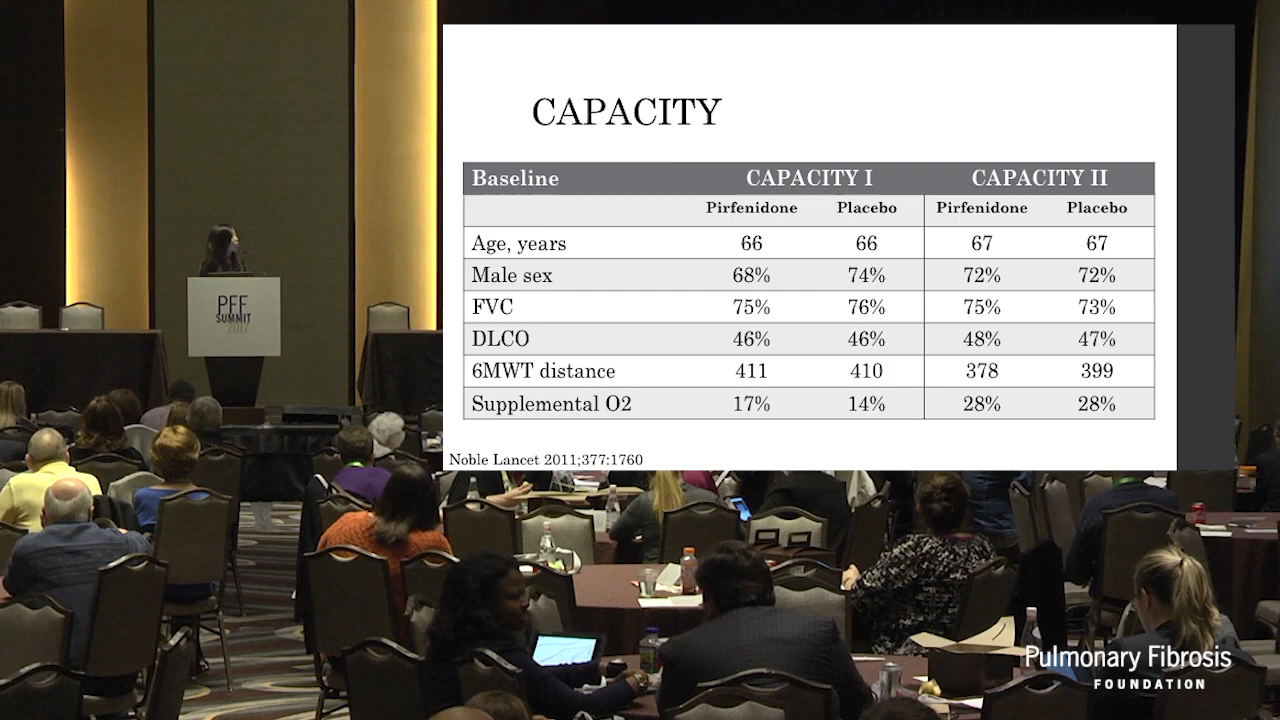 CAPACITY
Baseline CAPACITY I CAPACITY II
Pirfenidone Placebo Pirfenidone Placebo
Age, years 66 66 67 67
Male sex 68% 74% 72% 72%
FVC 75% 76% 75% 73%
DLCO 46% 46% 48% 47%
6MWT distance 411 410 378 399
Supplemental O2 17% 14% 28% 28%
Noble Lancet 2011;377:1760
PFF
SUMMIT
2017
Pulmonary Fibrosis
FOUNDATION